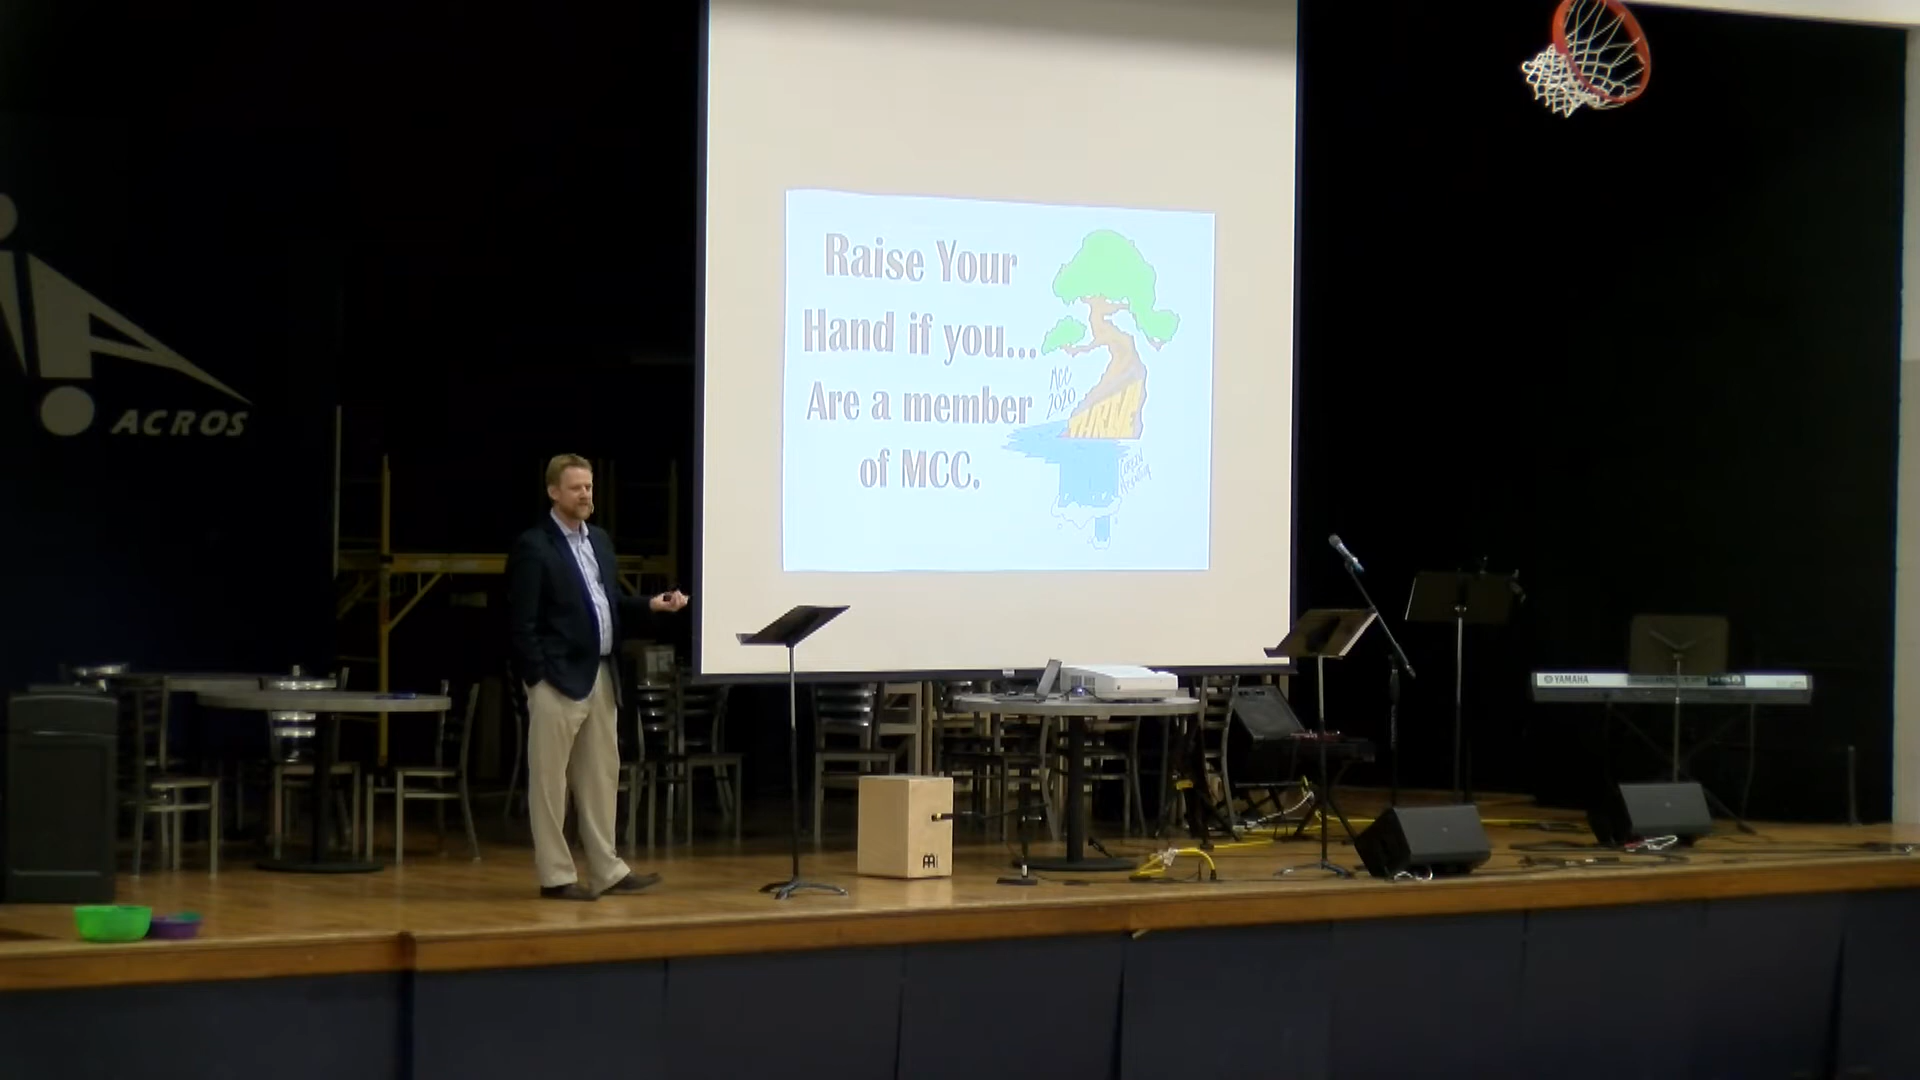 Raise Your
Hand if you...
Are a member
of MCC.
MCC
2020
THRIVE
ACROS
YAMAHA